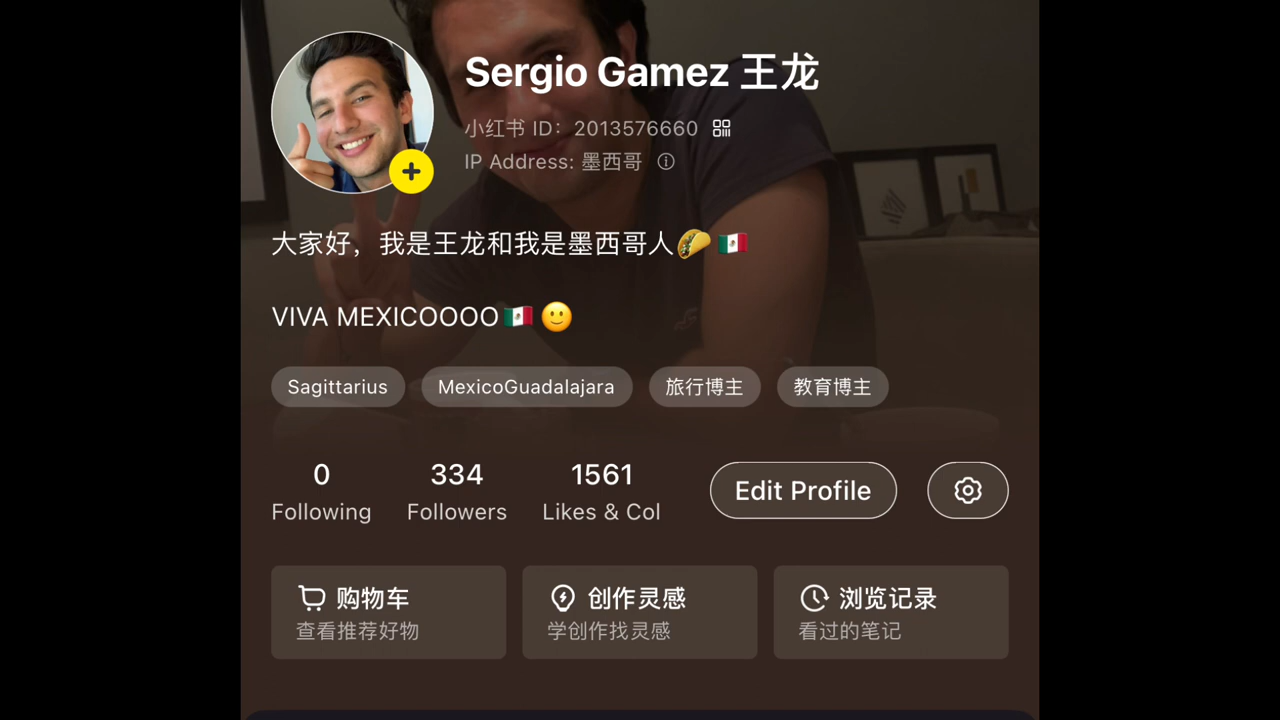 Sergio Gamez 王龙
小红书 ID：2013576660
IP Address: 墨西哥
大家好，我是王龙和我是墨西哥人🌮🇲🇽
VIVA MEXICOOOO🇲🇽🙂
Sagittarius MexicoGuadalajara 旅行博主 教育博主
0 334 1561 Edit Profile
Following Followers Likes & Col
购物车 创作灵感 浏览记录
查看推荐好物 学创作找灵感 看过的笔记